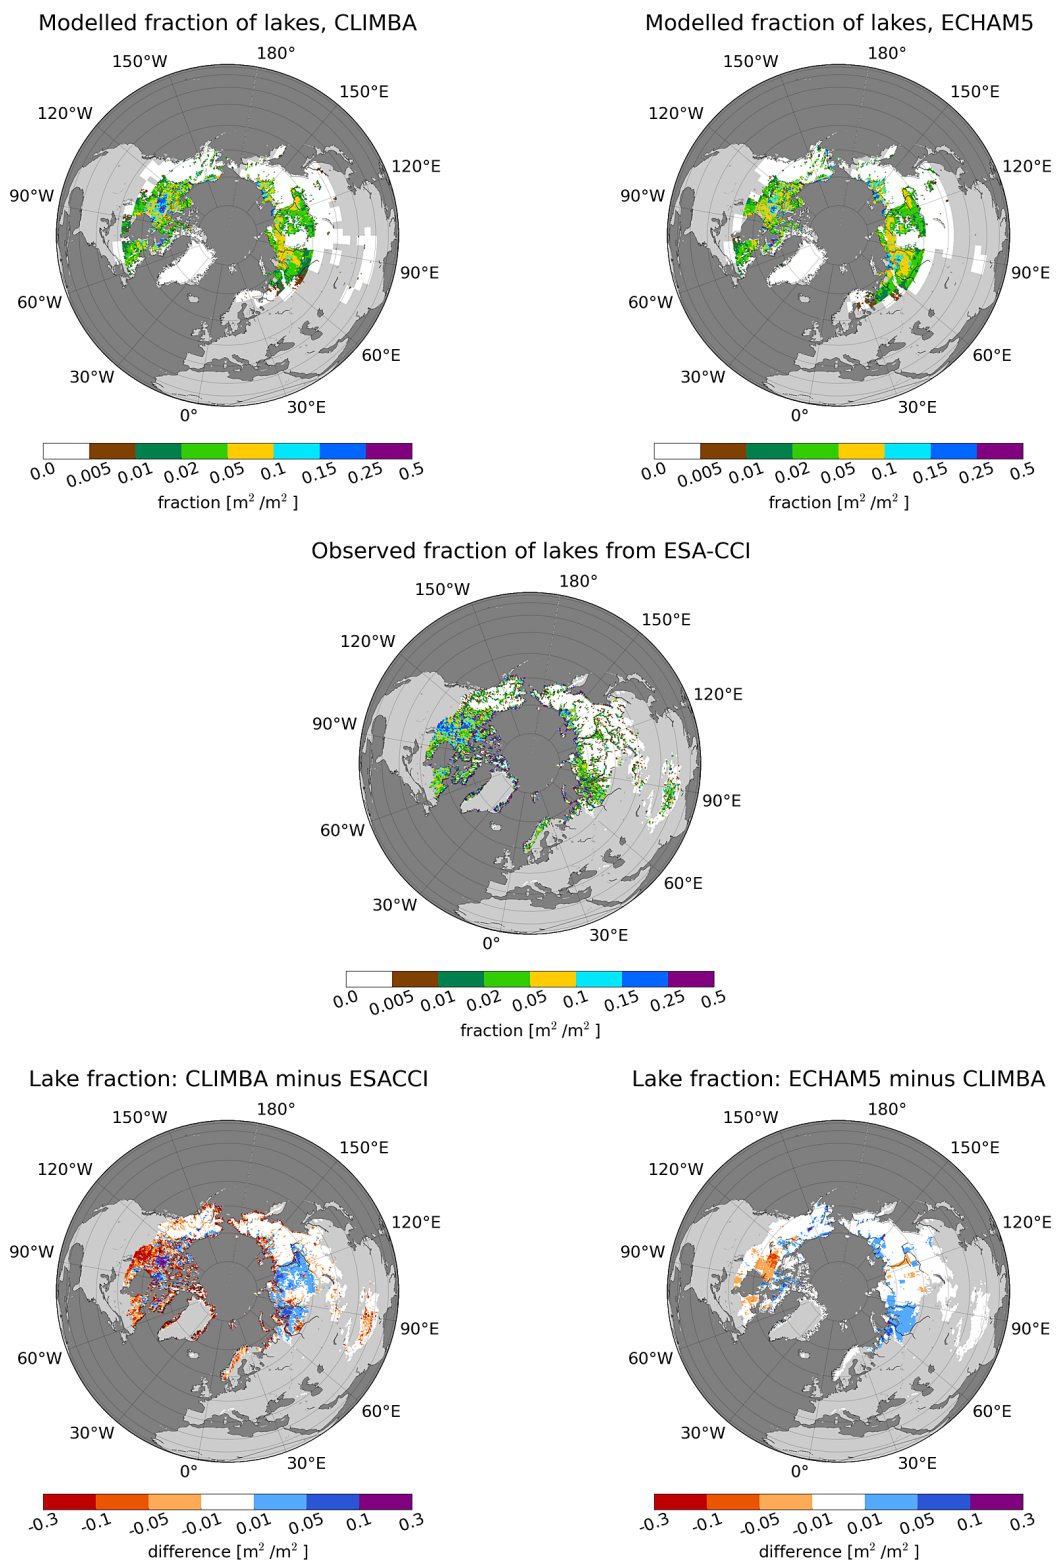 Modelled fraction of lakes, CLIMBA
180°
150°W
150°E
120°W
120°E
90°W
90°E
60°W
60°E
30°W
30°E
0°
0.0 0.005 0.01 0.02 0.05 0.1 0.15 0.25 0.5
fraction [m² /m² ]
Modelled fraction of lakes, ECHAM5
180°
150°W
150°E
120°W
120°E
90°W
90°E
60°W
60°E
30°W
30°E
0°
0.0 0.005 0.01 0.02 0.05 0.1 0.15 0.25 0.5
fraction [m² /m² ]
Observed fraction of lakes from ESA-CCI
180°
150°W
150°E
120°W
120°E
90°W
90°E
60°W
60°E
30°W
30°E
0°
0.0 0.005 0.01 0.02 0.05 0.1 0.15 0.25 0.5
fraction [m² /m² ]
Lake fraction: CLIMBA minus ESACCI
180°
150°W
150°E
120°W
120°E
90°W
90°E
60°W
60°E
30°W
30°E
0°
-0.3 -0.1 -0.05 -0.01 0.01 0.05 0.1 0.3
difference [m² /m² ]
Lake fraction: ECHAM5 minus CLIMBA
180°
150°W
150°E
120°W
120°E
90°W
90°E
60°W
60°E
30°W
30°E
0°
-0.3 -0.1 -0.05 -0.01 0.01 0.05 0.1 0.3
difference [m² /m² ]